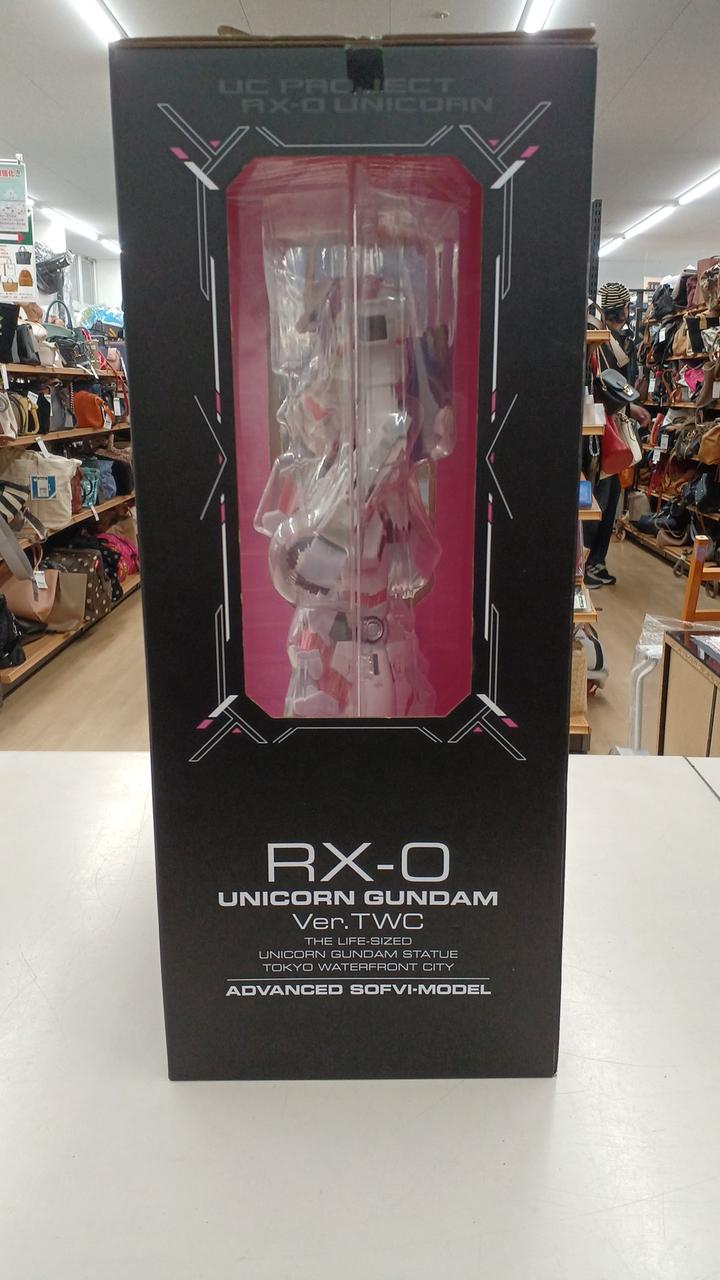 UC PROJECT
RX-0 UNICORN
RX-0
UNICORN GUNDAM
Ver.TWC
THE LIFE-SIZED
UNICORN GUNDAM STATUE
TOKYO WATERFRONT CITY
ADVANCED SOFVI-MODEL